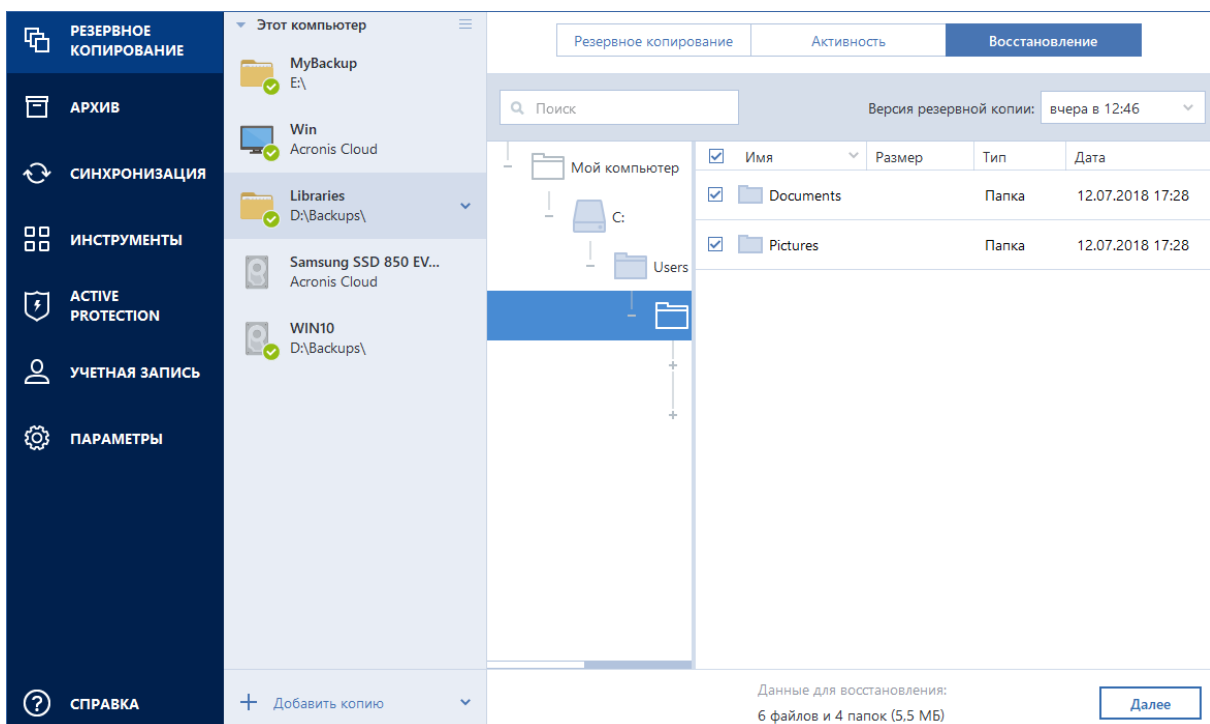 РЕЗЕРВНОЕ
КОПИРОВАНИЕ
АРХИВ
СИНХРОНИЗАЦИЯ
ИНСТРУМЕНТЫ
ACTIVE
PROTECTION
УЧЕТНАЯ ЗАПИСЬ
ПАРАМЕТРЫ
СПРАВКА
Этот компьютер
MyBackup
E:\
Win
Acronis Cloud
Libraries
D:\Backups\
Samsung SSD 850 EV...
Acronis Cloud
WIN10
D:\Backups\
Добавить копию
Резервное копирование Активность Восстановление
Поиск Версия резервной копии: вчера в 12:46
Мой компьютер
C:
Users
Имя Размер Тип Дата
Documents Папка 12.07.2018 17:28
Pictures Папка 12.07.2018 17:28
Данные для восстановления:
6 файлов и 4 папок (5,5 МБ)
Далее